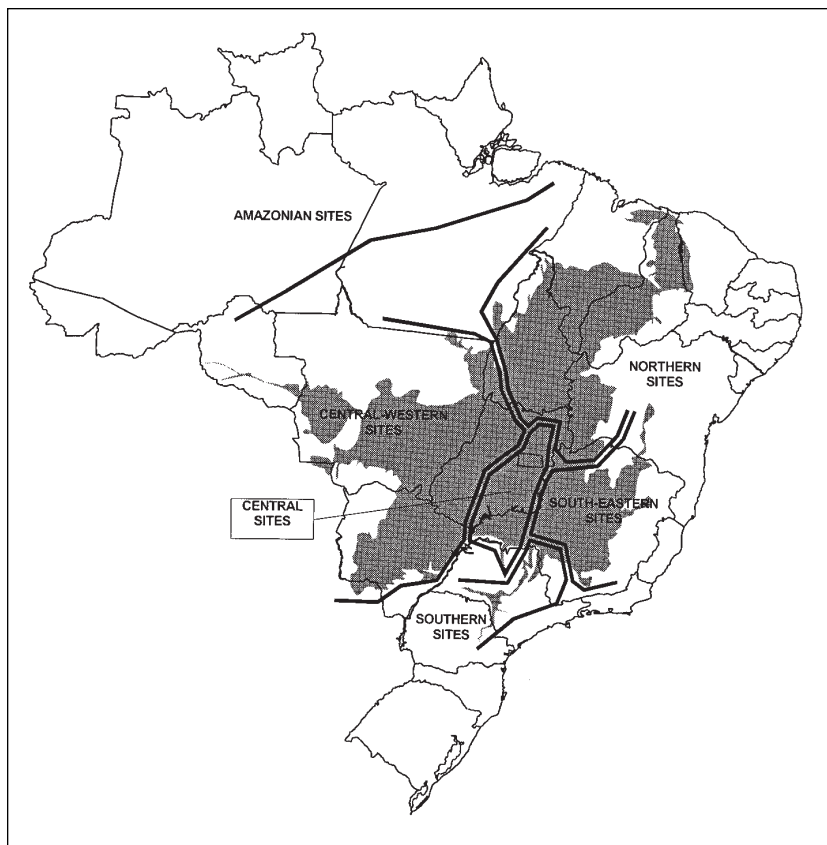 AMAZONIAN SITES
NORTHERN
SITES
CENTRAL-WESTERN
SITES
CENTRAL
SITES
SOUTH-EASTERN
SITES
SOUTHERN
SITES